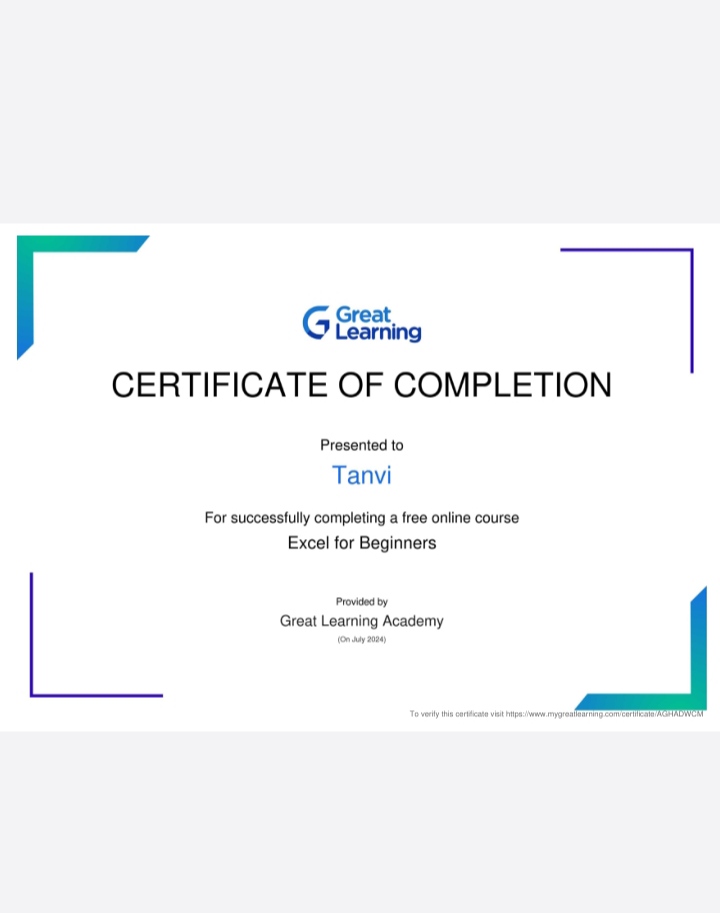 Great
Learning
CERTIFICATE OF COMPLETION
Presented to
Tanvi
For successfully completing a free online course
Excel for Beginners
Provided by
Great Learning Academy
(On July 2024)
To verify this certificate visit https://www.mygreatlearning.com/certificate/AGHADWCM